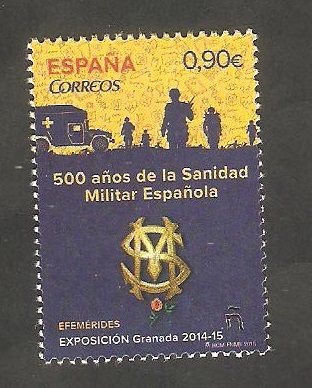 ESPAÑA 0,90€
CORREOS
500 años de la Sanidad
Militar Española
EFEMÉRIDES
EXPOSICIÓN Granada 2014-15